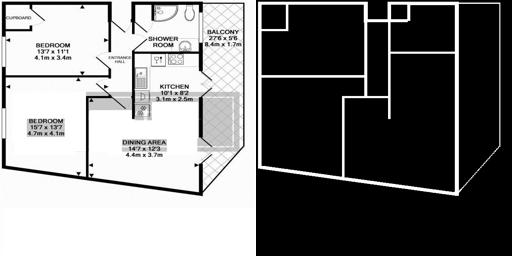 CUPBOARD
BEDROOM
13'7 x 11'1
4.1m x 3.4m
ENTRANCE
HALL
SHOWER
ROOM
BALCONY
27'6 x 5'6
8.4m x 1.7m
KITCHEN
10'1 x 8'2
3.1m x 2.5m
BEDROOM
15'7 x 13'7
4.7m x 4.1m
DINING AREA
14'7 x 12'3
4.4m x 3.7m